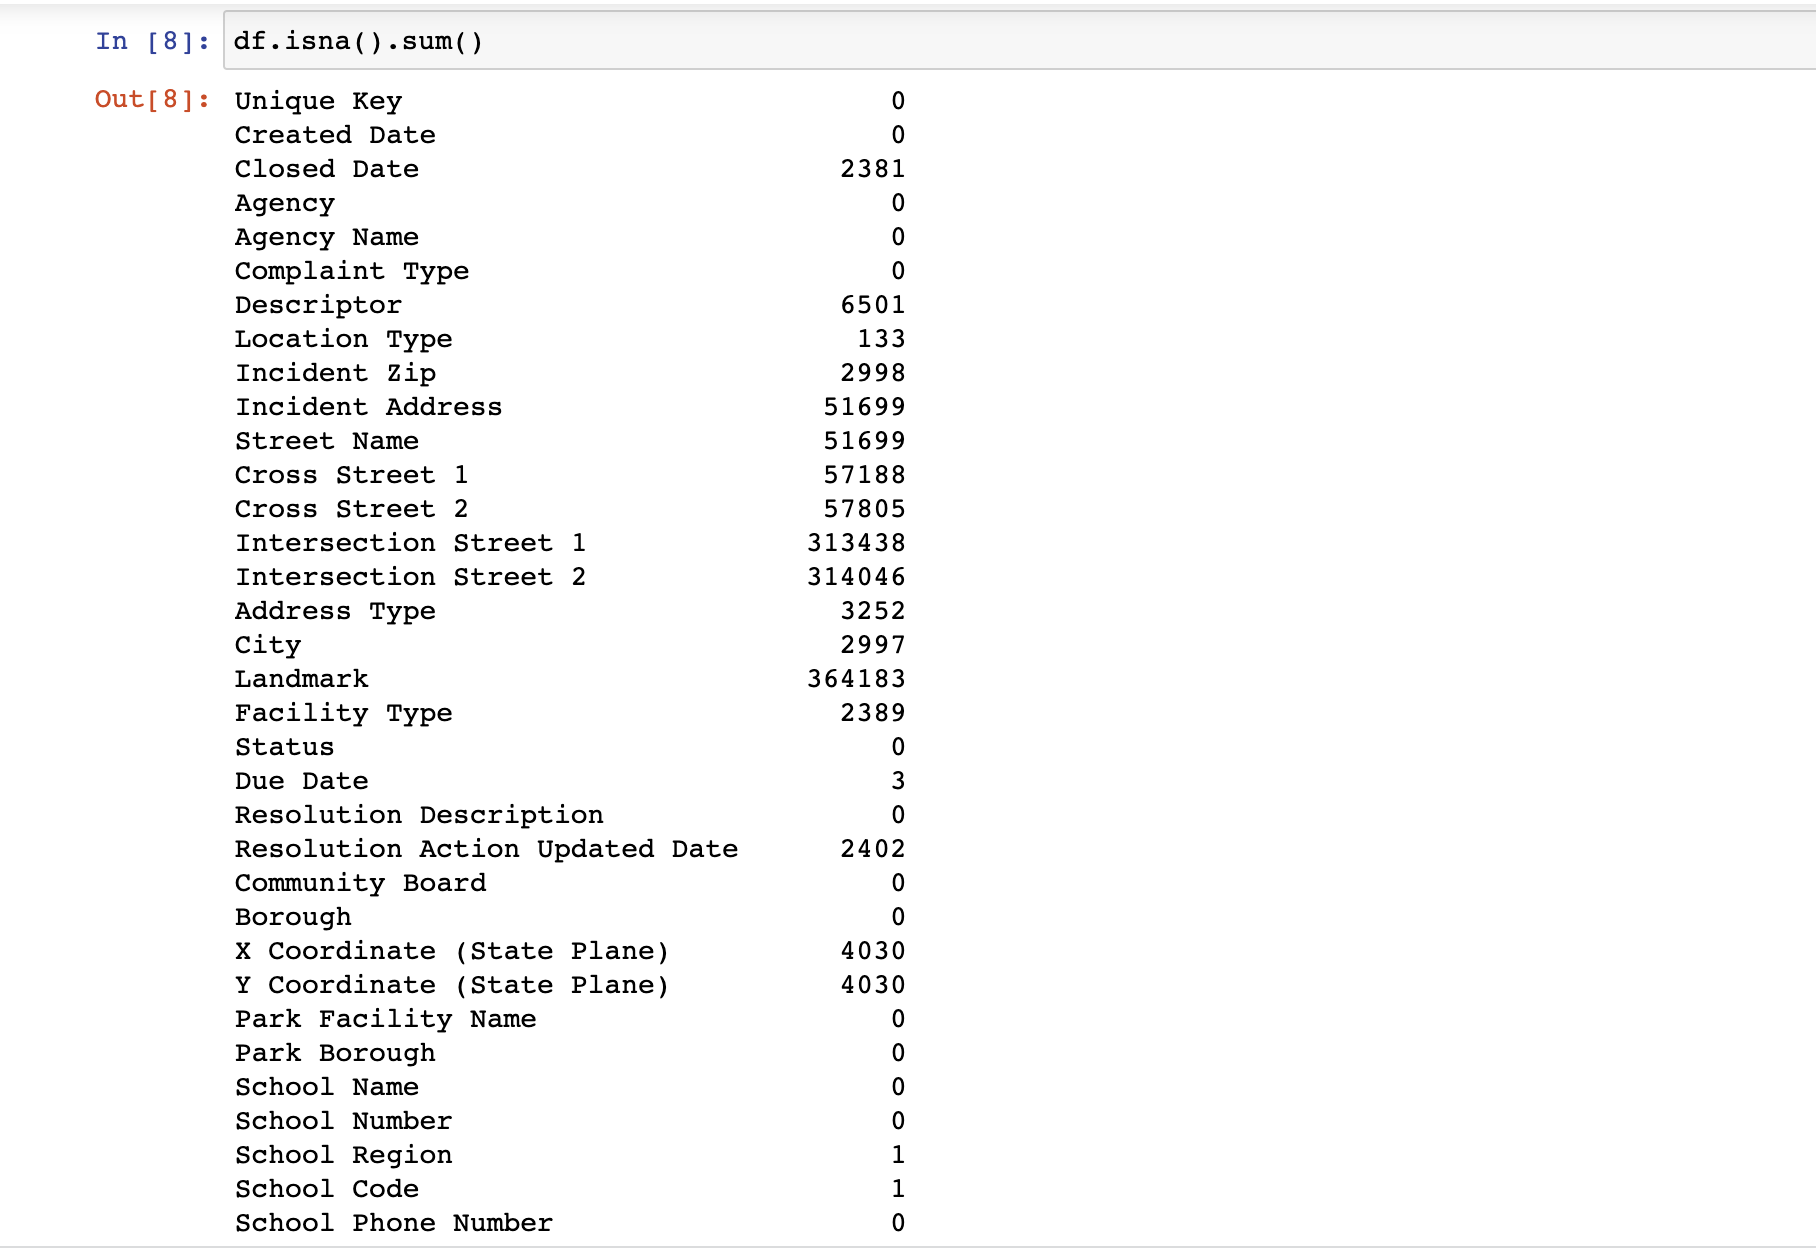 In [8]: df.isna().sum()
Out[8]: Unique Key 0
Created Date 0
Closed Date 2381
Agency 0
Agency Name 0
Complaint Type 0
Descriptor 6501
Location Type 133
Incident Zip 2998
Incident Address 51699
Street Name 51699
Cross Street 1 57188
Cross Street 2 57805
Intersection Street 1 313438
Intersection Street 2 314046
Address Type 3252
City 2997
Landmark 364183
Facility Type 2389
Status 0
Due Date 3
Resolution Description 0
Resolution Action Updated Date 2402
Community Board 0
Borough 0
X Coordinate (State Plane) 4030
Y Coordinate (State Plane) 4030
Park Facility Name 0
Park Borough 0
School Name 0
School Number 0
School Region 1
School Code 1
School Phone Number 0